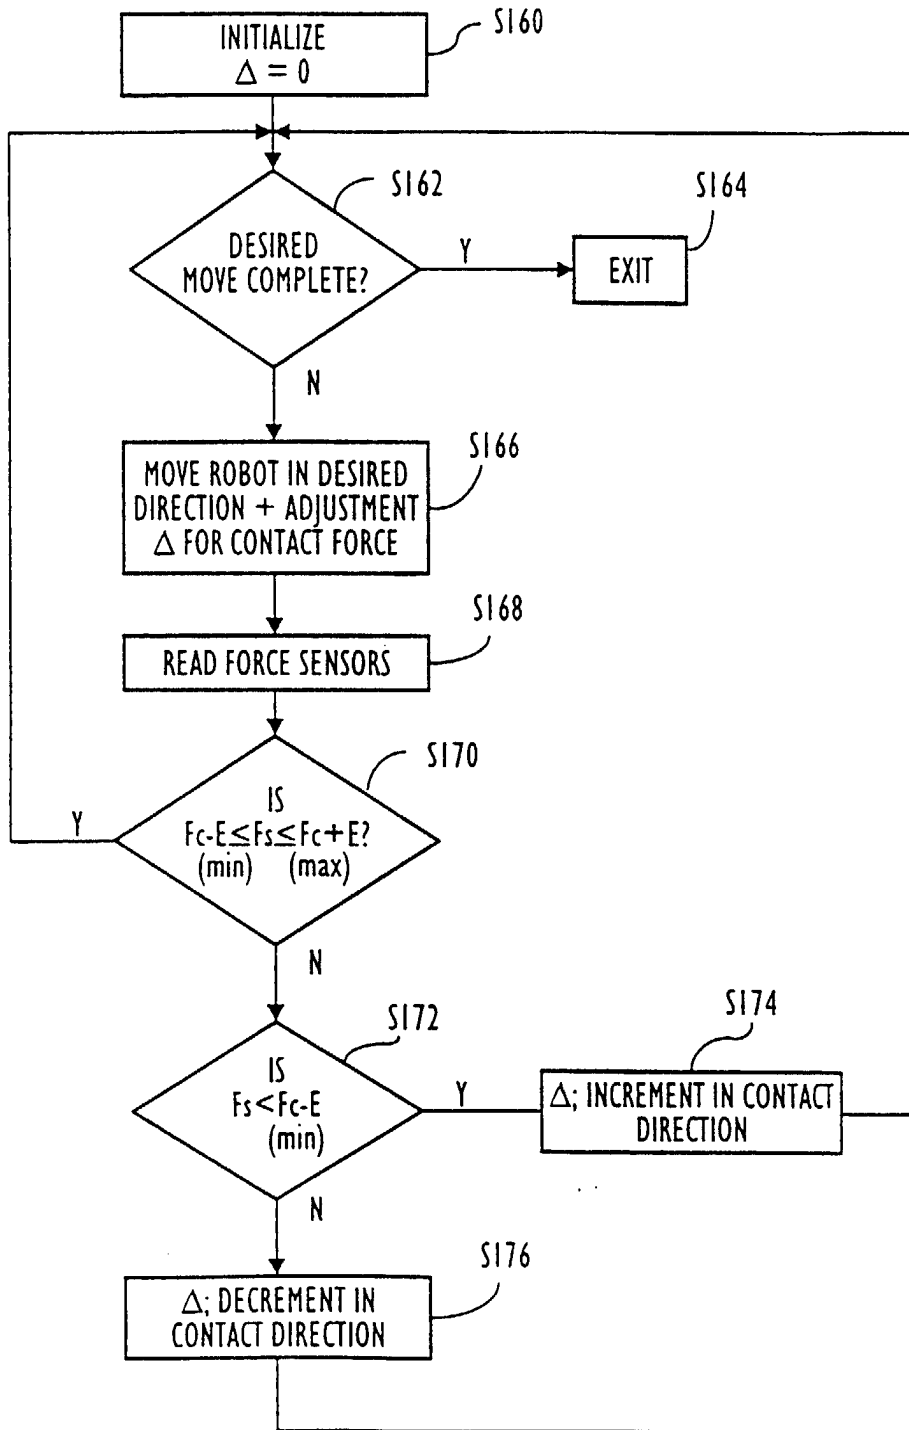 INITIALIZE
Δ = 0
S160
DESIRED
MOVE COMPLETE?
S162
Y
EXIT
S164
N
MOVE ROBOT IN DESIRED
DIRECTION + ADJUSTMENT
Δ FOR CONTACT FORCE
S166
READ FORCE SENSORS
S168
IS
Fc-E≤Fs≤Fc+E?
(min) (max)
S170
Y
N
IS
Fs<Fc-E
(min)
S172
Y
Δ; INCREMENT IN CONTACT
DIRECTION
S174
N
Δ; DECREMENT IN
CONTACT DIRECTION
S176